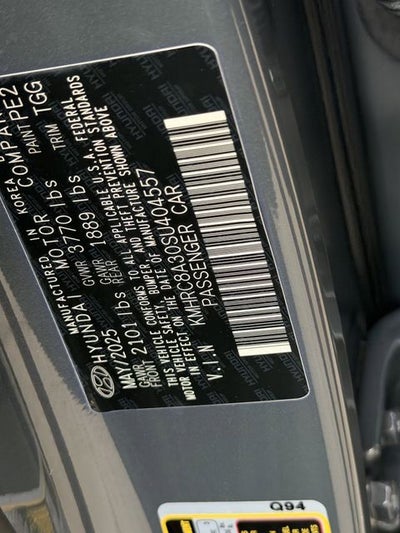 MANUFACTURED IN KOREA
HYUNDAI MOTOR COMPANY
MAY/2025 GVWR 3770 lbs PAINT PE2
GAWR FRONT 2101 lbs GAWR REAR 1889 lbs TRIM TGG
THIS VEHICLE CONFORMS TO ALL APPLICABLE U.S.A. FEDERAL
MOTOR VEHICLE SAFETY, BUMPER AND THEFT PREVENTION STANDARDS
IN EFFECT ON THE DATE OF MANUFACTURE SHOWN ABOVE
V.I.N KMHRC8A30SU404557
PASSENGER CAR
Q94